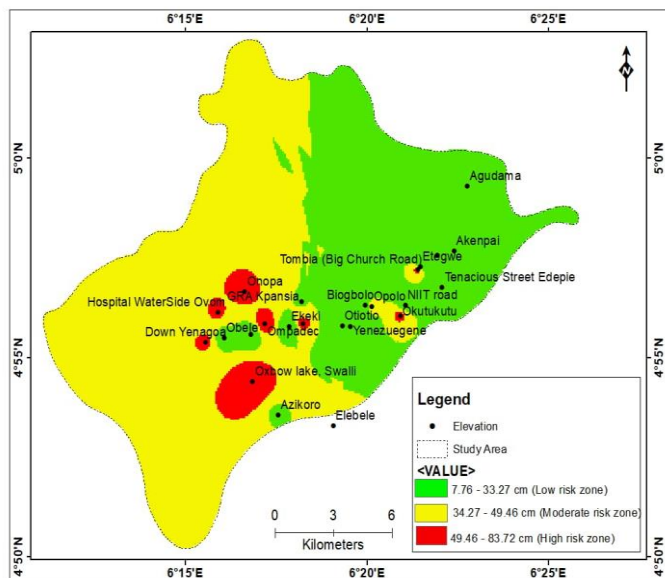 6°15'E 6°20'E 6°25'E
N
5°0'N 5°0'N
Agudama
Akenpai
Tombia (Big Church Road) Etegwe
Tenacious Street Edepie
Onopa
GRA Kpansia
Biogbolo Opolo NIIT road
Hospital WaterSide Ovom
Okutukutu
Ekeki Otiotio
Down Yenagoa Obele Ompadec Yenezuegene
4°55'N 4°55'N
Oxbow lake, Swalli
Azikoro
Elebele
Legend
Elevation
Study Area
<VALUE>
7.76 - 33.27 cm (Low risk zone)
34.27 - 49.46 cm (Moderate risk zone)
49.46 - 83.72 cm (High risk zone)
0 3 6
Kilometers
4°50'N 4°50'N
6°15'E 6°20'E 6°25'E